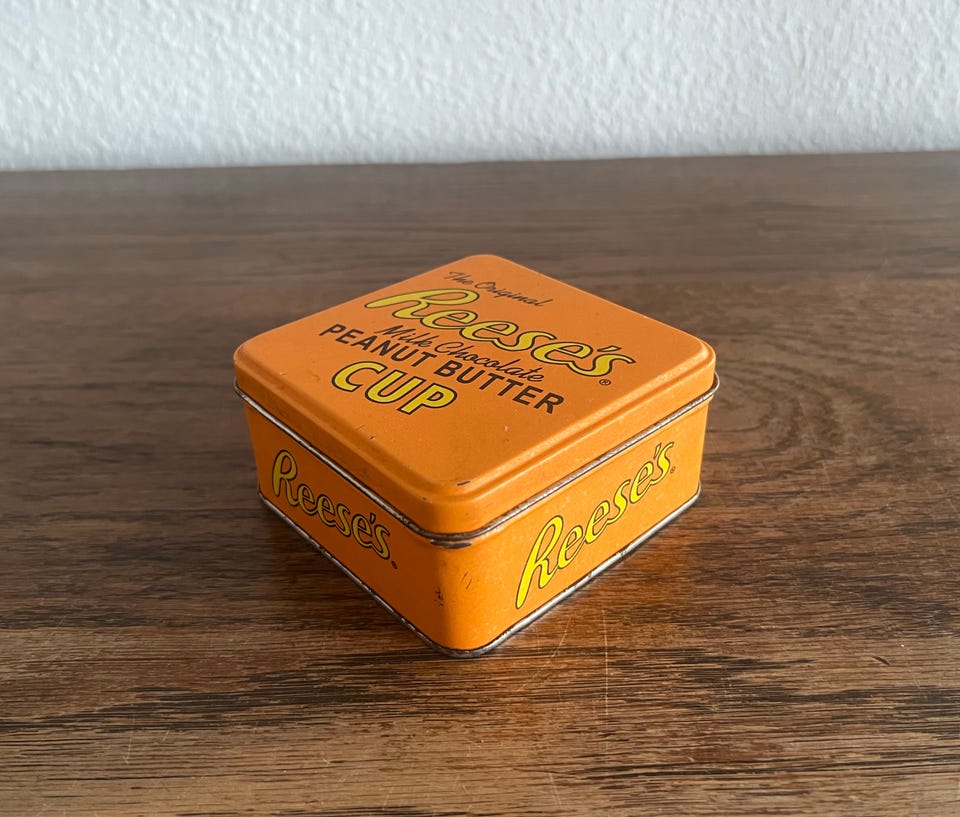 The Original
Reese's®
Milk Chocolate
PEANUT BUTTER
CUP
Reese's®
Reese's®